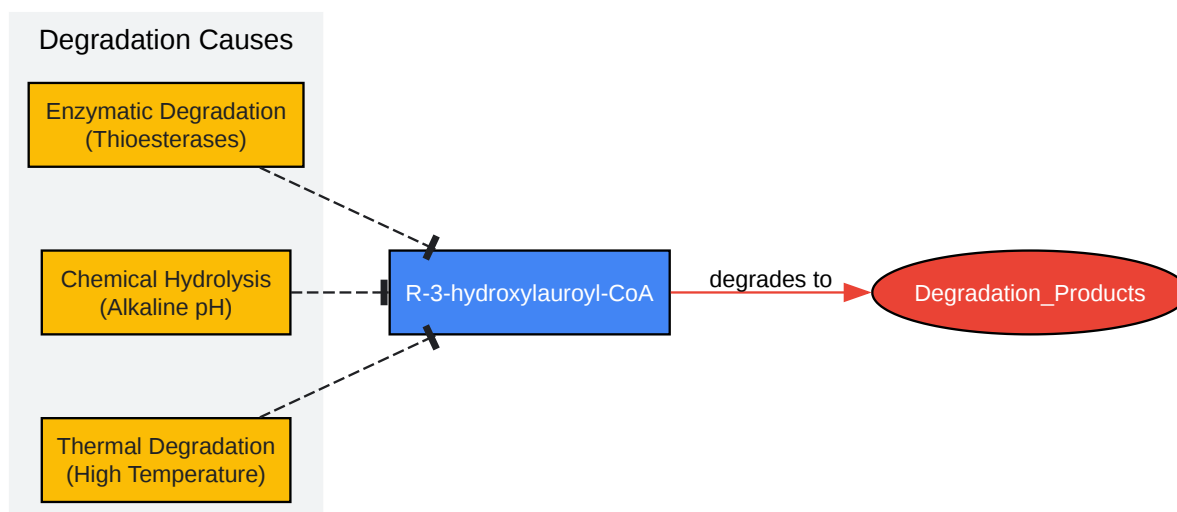 Degradation Causes
Enzymatic Degradation
(Thioesterases)
Chemical Hydrolysis
(Alkaline pH)
Thermal Degradation
(High Temperature)
R-3-hydroxylauroyl-CoA
degrades to
Degradation_Products